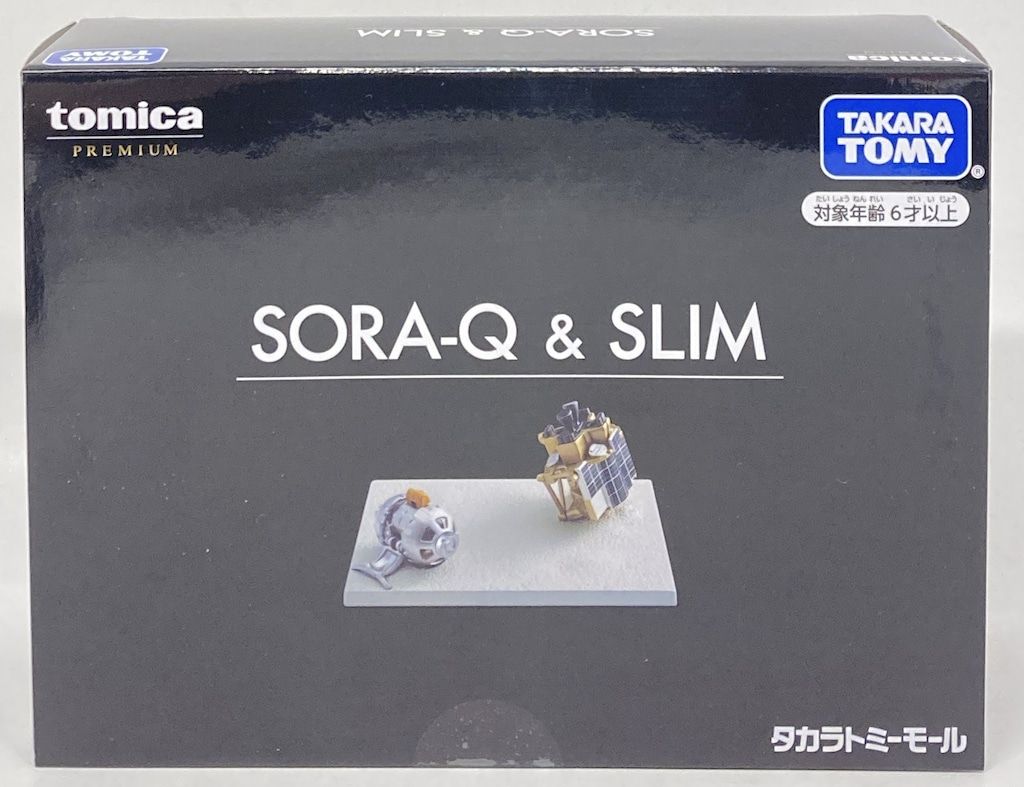 SORA-Q & SLIM
TAKARA
TOMY
tomica
tomica
PREMIUM
TAKARA
TOMY
®
たいしょうねんれい さいいじょう
対象年齢6才以上
SORA-Q & SLIM
タカラトミーモール